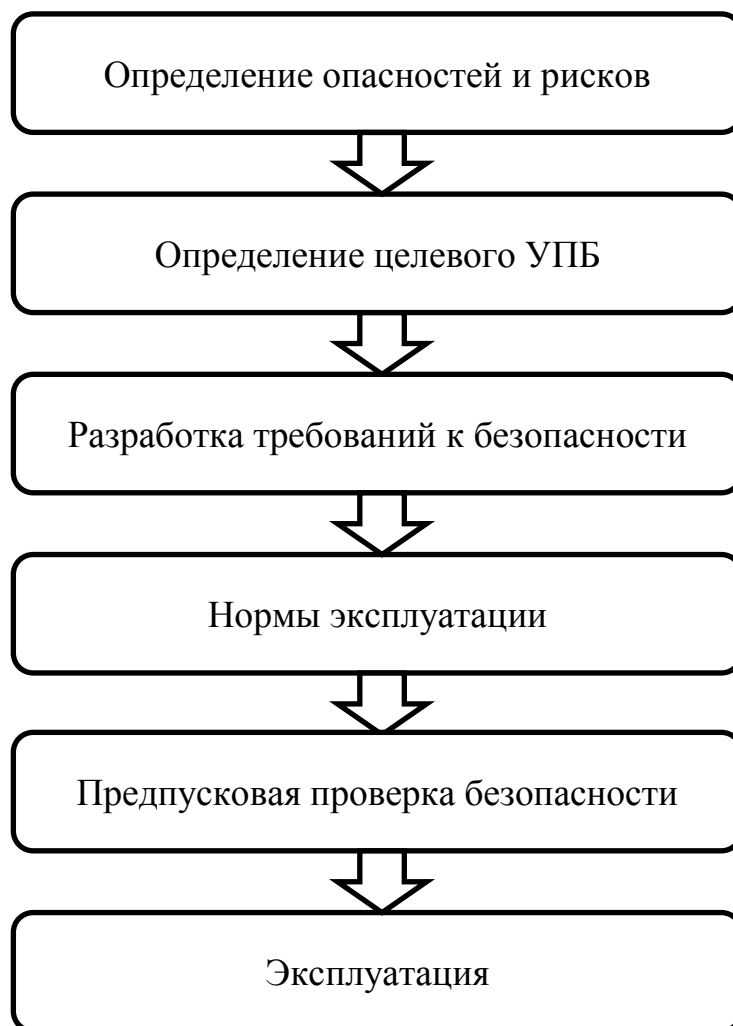 Определение опасностей и рисков
Определение целевого УПБ
Разработка требований к безопасности
Нормы эксплуатации
Предпусковая проверка безопасности
Эксплуатация